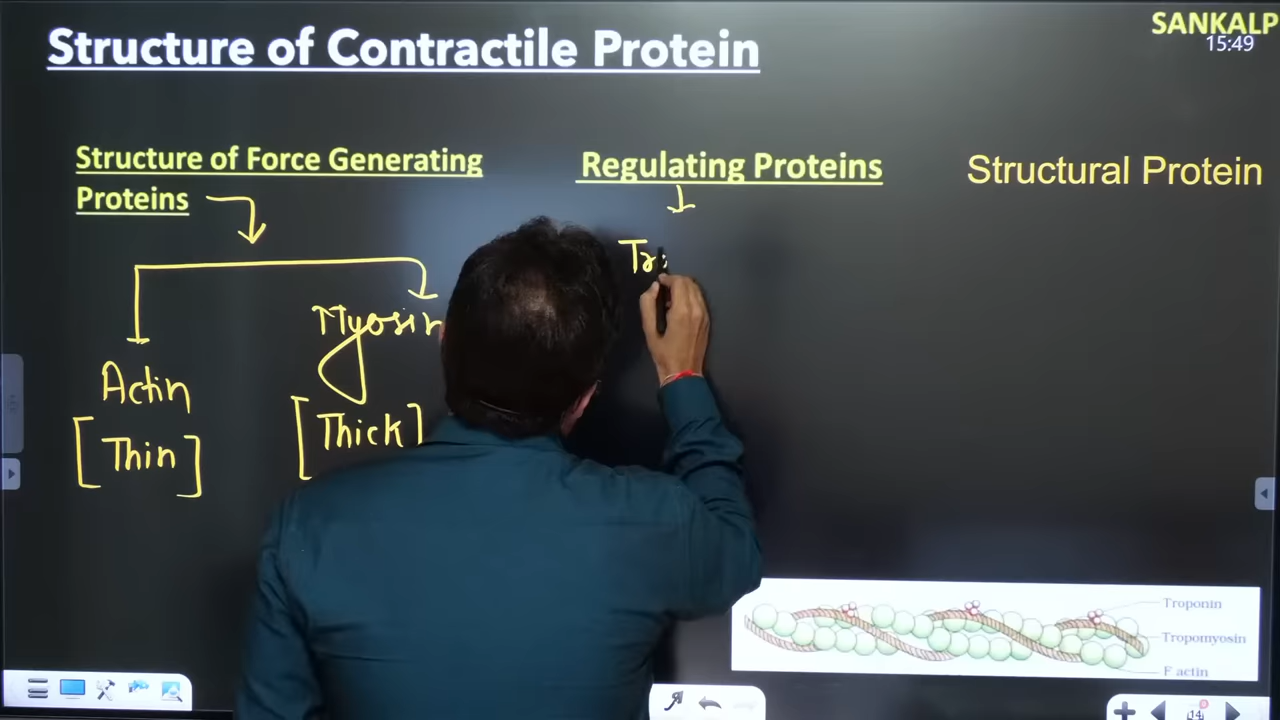 Structure of Contractile Protein
SANKALP
15:49
Structure of Force Generating
Proteins
Regulating Proteins
Structural Protein
Actin
[Thin]
Myosin
[Thick]
Troponin
Tropomyosin
F actin
14